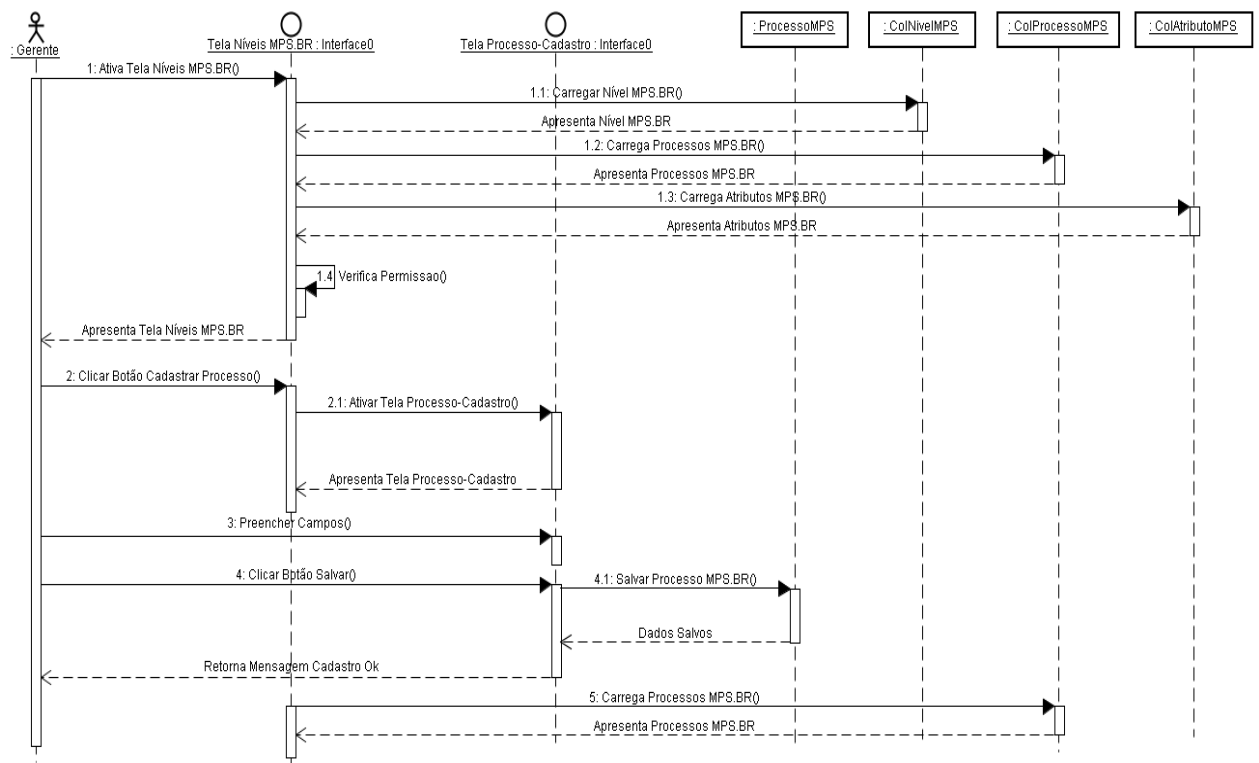 : Gerente
Tela Níveis MPS.BR : Interface0
Tela Processo-Cadastro : Interface0
: ProcessoMPS
: ColNivelMPS
: ColProcessoMPS
: ColAtributoMPS
1: Ativa Tela Níveis MPS.BR()
1.1: Carregar Nível MPS.BR()
Apresenta Nível MPS.BR
1.2: Carrega Processos MPS.BR()
Apresenta Processos MPS.BR
1.3: Carrega Atributos MPS.BR()
Apresenta Atributos MPS.BR
1.4: Verifica Permissao()
Apresenta Tela Níveis MPS.BR
2: Clicar Botão Cadastrar Processo()
2.1: Ativar Tela Processo-Cadastro()
Apresenta Tela Processo-Cadastro
3: Preencher Campos()
4: Clicar Botão Salvar()
4.1: Salvar Processo MPS.BR()
Dados Salvos
Retorna Mensagem Cadastro Ok
5: Carrega Processos MPS.BR()
Apresenta Processos MPS.BR